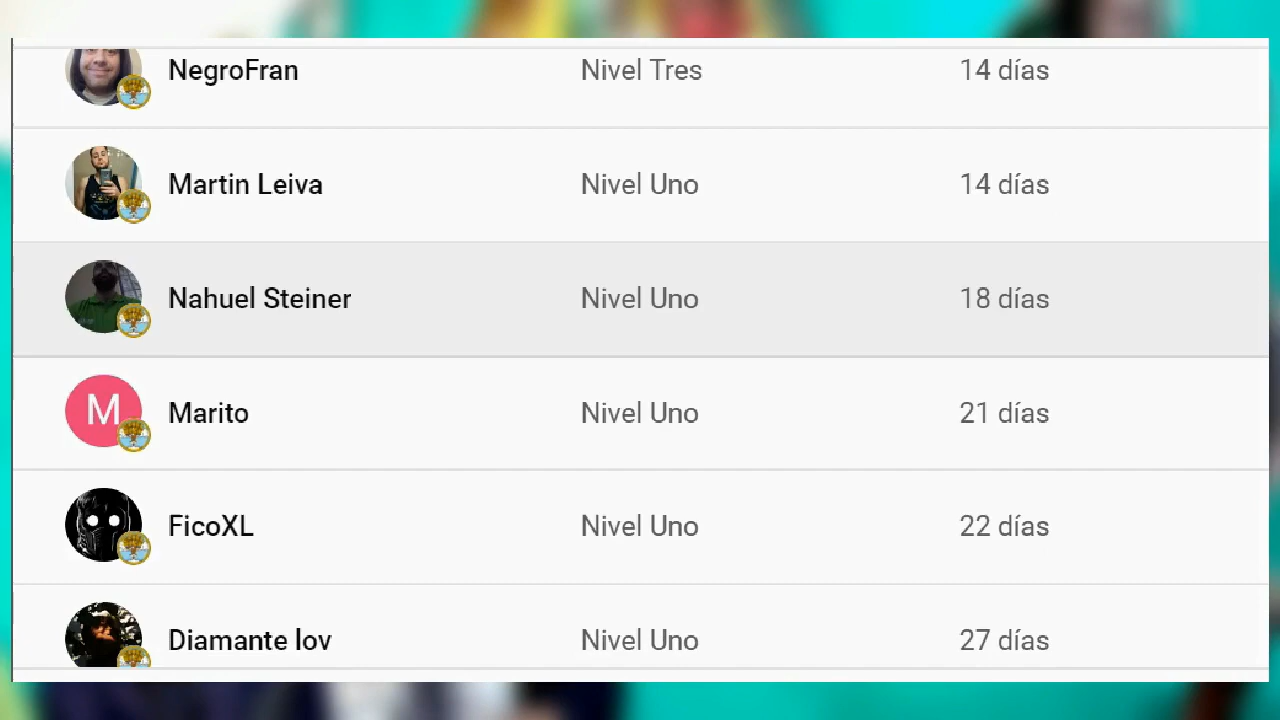 NegroFran Nivel Tres 14 días
Martin Leiva Nivel Uno 14 días
Nahuel Steiner Nivel Uno 18 días
M Marito Nivel Uno 21 días
FicoXL Nivel Uno 22 días
Diamante lov Nivel Uno 27 días